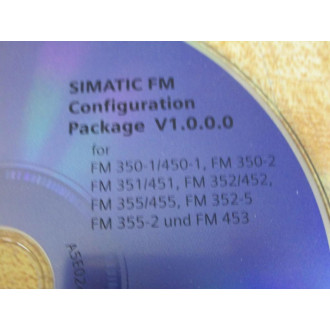 SIMATIC FM
Configuration
Package V1.0.0.0
for
FM 350-1/450-1, FM 350-2
FM 351/451, FM 352/452,
FM 355/455, FM 352-5
FM 355-2 und FM 453